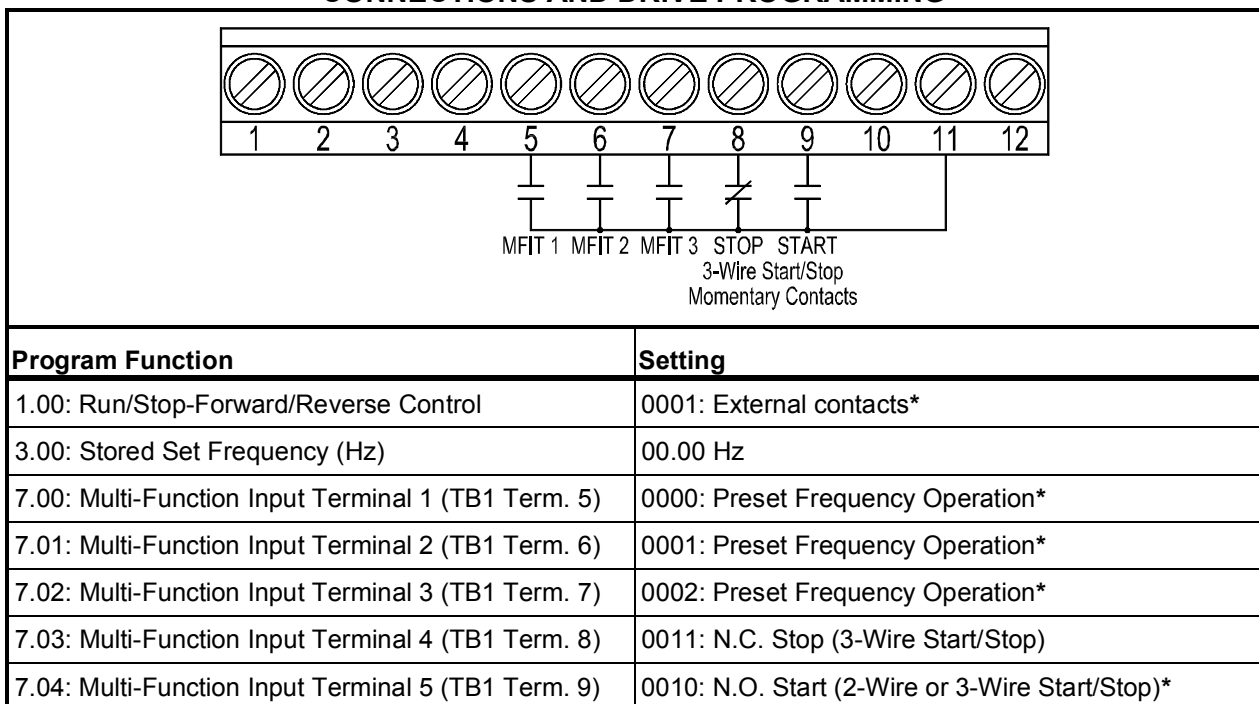 CONNECTIONS AND DRIVE PROGRAMMING
1 2 3 4 5 6 7 8 9 10 11 12
MFIT 1 MFIT 2 MFIT 3 STOP START
3-Wire Start/Stop
Momentary Contacts
Program Function Setting
1.00: Run/Stop-Forward/Reverse Control 0001: External contacts*
3.00: Stored Set Frequency (Hz) 00.00 Hz
7.00: Multi-Function Input Terminal 1 (TB1 Term. 5) 0000: Preset Frequency Operation*
7.01: Multi-Function Input Terminal 2 (TB1 Term. 6) 0001: Preset Frequency Operation*
7.02: Multi-Function Input Terminal 3 (TB1 Term. 7) 0002: Preset Frequency Operation*
7.03: Multi-Function Input Terminal 4 (TB1 Term. 8) 0011: N.C. Stop (3-Wire Start/Stop)
7.04: Multi-Function Input Terminal 5 (TB1 Term. 9) 0010: N.O. Start (2-Wire or 3-Wire Start/Stop)*